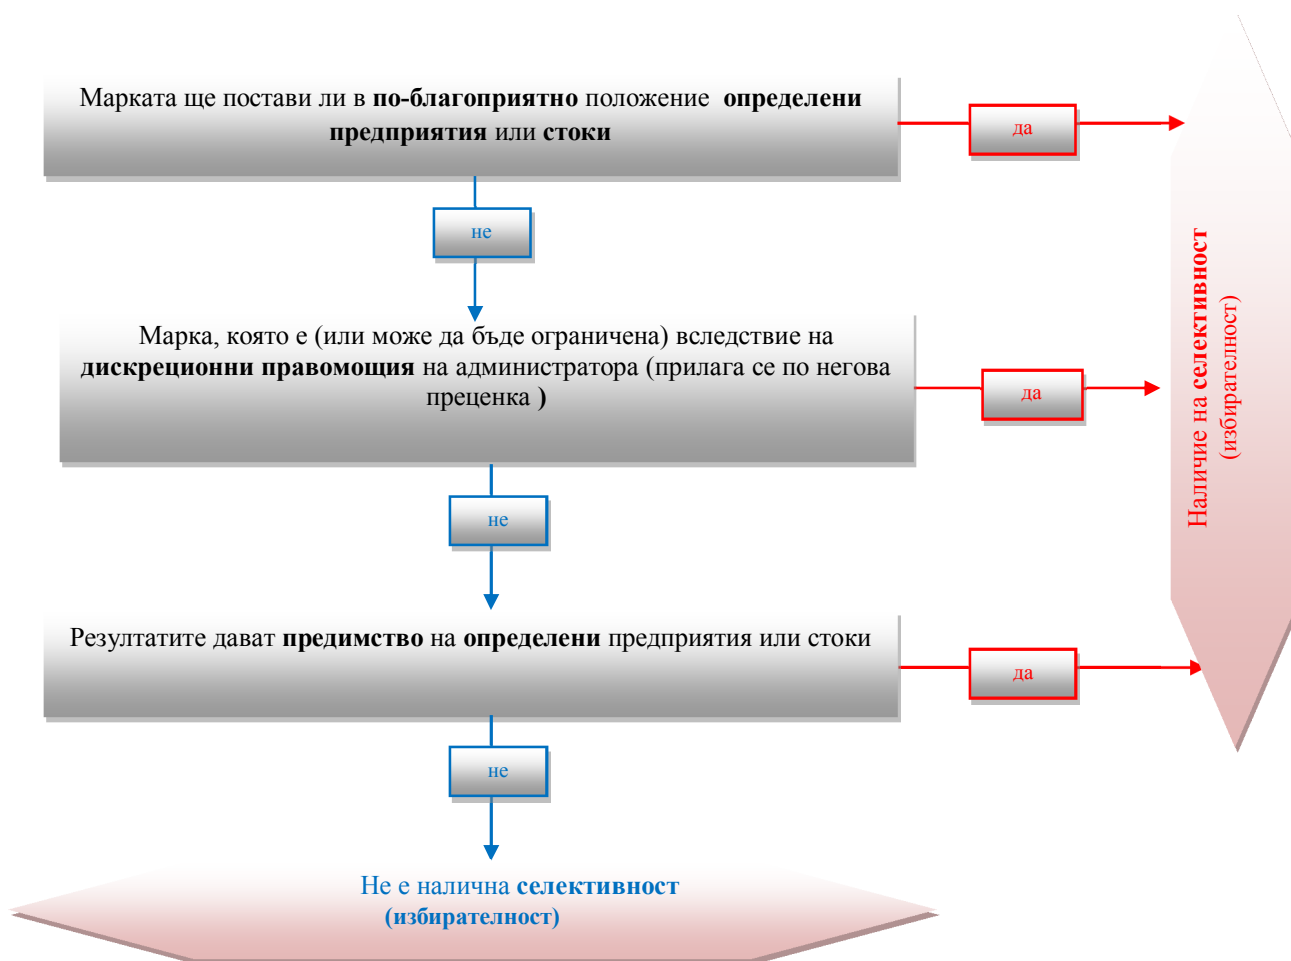 Марката ще постави ли в по-благоприятно положение определени
предприятия или стоки
да
не
Марка, която е (или може да бъде ограничена) вследствие на
дискреционни правомощия на администратора (прилага се по негова
преценка )
да
не
Резултатите дават предимство на определени предприятия или стоки
да
не
Не е налична селективност
(избирателност)
Наличие на селективност
(избирателност)